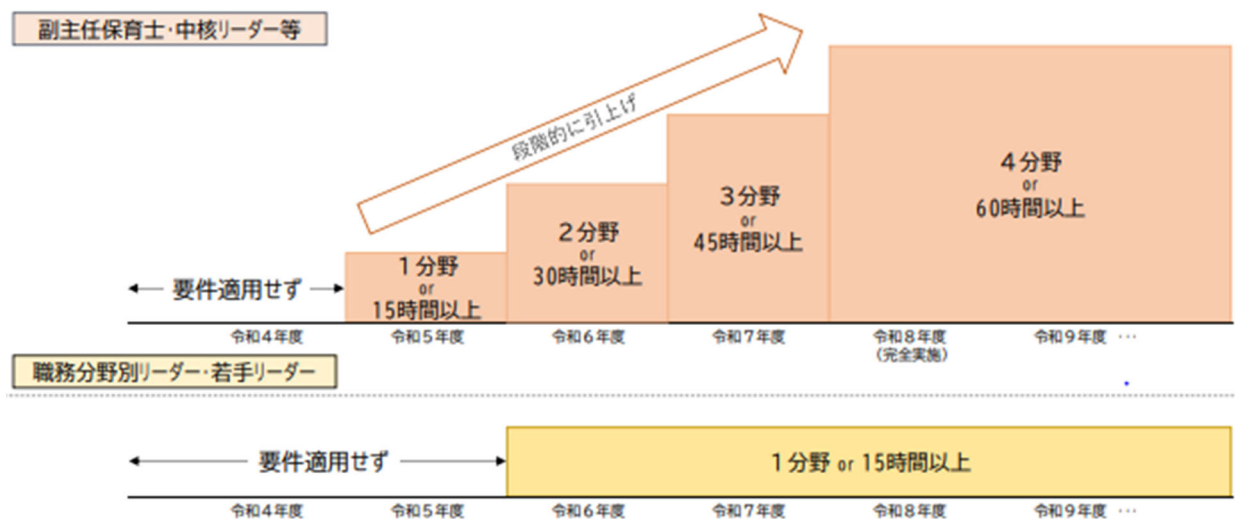 副主任保育士・中核リーダー等
段階的に引上げ
４分野
or
60時間以上
３分野
or
45時間以上
２分野
or
30時間以上
１分野
or
15時間以上
要件適用せず
令和４年度 令和５年度 令和６年度 令和７年度 令和８年度 令和９年度 …
（完全実施）
職務分野別リーダー・若手リーダー
要件適用せず
１分野 or 15時間以上
令和４年度 令和５年度 令和６年度 令和７年度 令和８年度 令和９年度 …